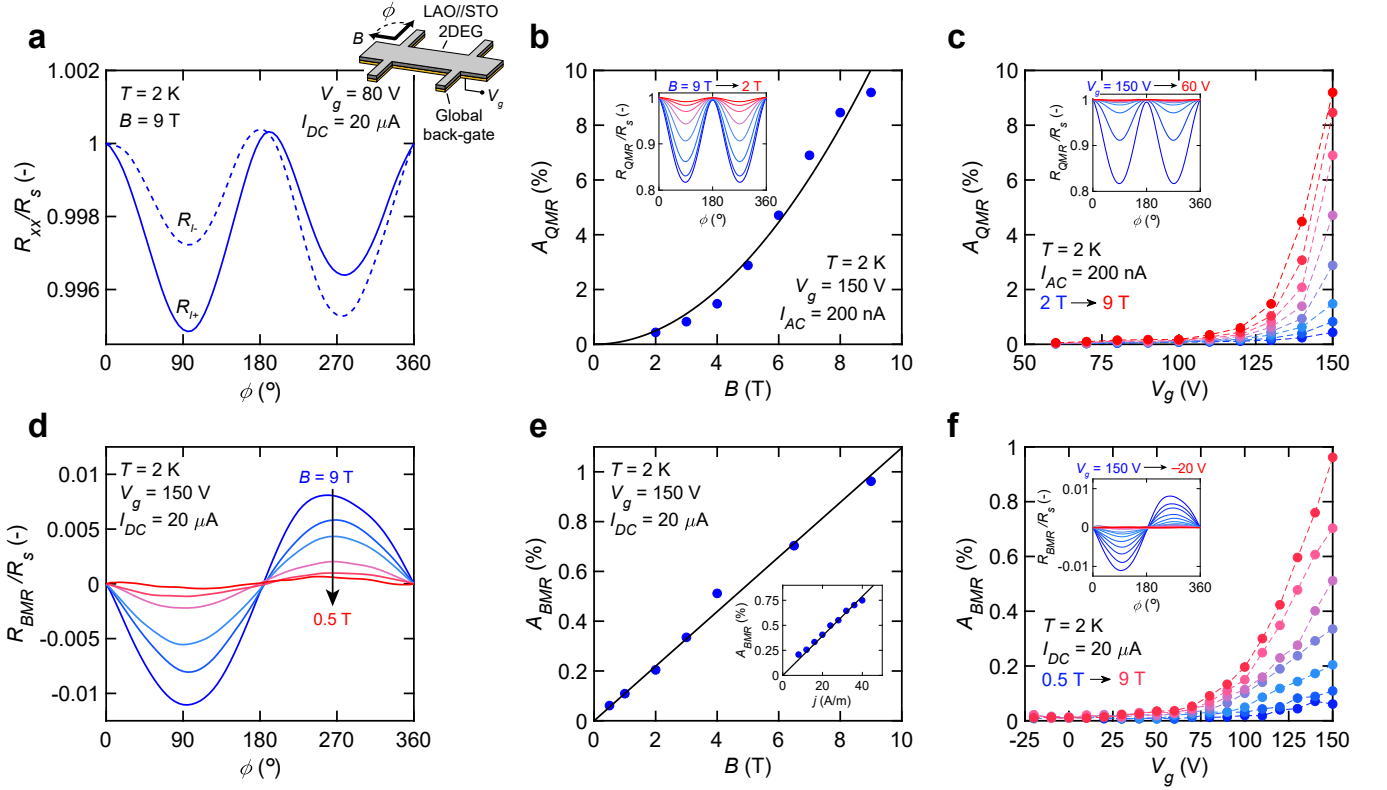 a
LAO//STO
2DEG
ϕ
B
V_g
Global
back-gate
1.002
1
0.998
0.996
R_xx/R_s (-)
T = 2 K
B = 9 T
V_g = 80 V
I_DC = 20 μA
R_I-
R_I+
0 90 180 270 360
ϕ (°)
b
10
8
6
4
2
0
A_QMR (%)
B = 9 T → 2 T
1
0.9
0.8
R_QMR/R_s (-)
0 180 360
ϕ (°)
T = 2 K
V_g = 150 V
I_AC = 200 nA
0 2 4 6 8 10
B (T)
c
10
8
6
4
2
0
A_QMR (%)
V_g = 150 V → 60 V
1
0.9
0.8
R_QMR/R_s (-)
0 180 360
ϕ (°)
T = 2 K
I_AC = 200 nA
2 T → 9 T
50 75 100 125 150
V_g (V)
d
0.01
0.005
0
-0.005
-0.01
R_BMR/R_s (-)
T = 2 K
V_g = 150 V
I_DC = 20 μA
B = 9 T
0.5 T
0 90 180 270 360
ϕ (°)
e
1
0.8
0.6
0.4
0.2
0
A_BMR (%)
T = 2 K
V_g = 150 V
I_DC = 20 μA
0.75
0.5
0.25
0
A_BMR (%)
0 20 40
j (A/m)
0 2 4 6 8 10
B (T)
f
1
0.8
0.6
0.4
0.2
0
A_BMR (%)
V_g = 150 V → −20 V
0.01
0
-0.01
R_BMR/R_s (-)
0 180 360
ϕ (°)
T = 2 K
I_DC = 20 μA
0.5 T → 9 T
-25 0 25 50 75 100 125 150
V_g (V)